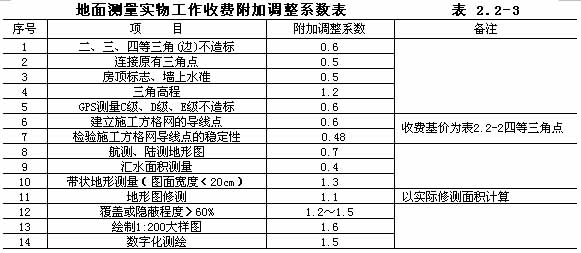 地面测量实物工作收费附加调整系数表 表 2.2-3
序号 项 目 附加调整系数 备注
1 二、三、四等三角(边)不造标 0.6
2 连接原有三角点 0.5
3 房顶标志、墙上水准 0.5
4 三角高程 1.2
5 GPS测量C级、D级、E级不造标 0.6
6 建立施工方格网的导线点 0.6 收费基价为表2.2-2四等三角点
7 检验施工方格网导线点的稳定性 0.48
8 航测、陆测地形图 0.7
9 汇水面积测量 0.4
10 带状地形测量(图面宽度<20cm) 1.3
11 地形图修测 1.1 以实际修测面积计算
12 覆盖或隐蔽程度>60% 1.2～1.5
13 绘制1:200大样图 1.6
14 数字化测绘 1.5